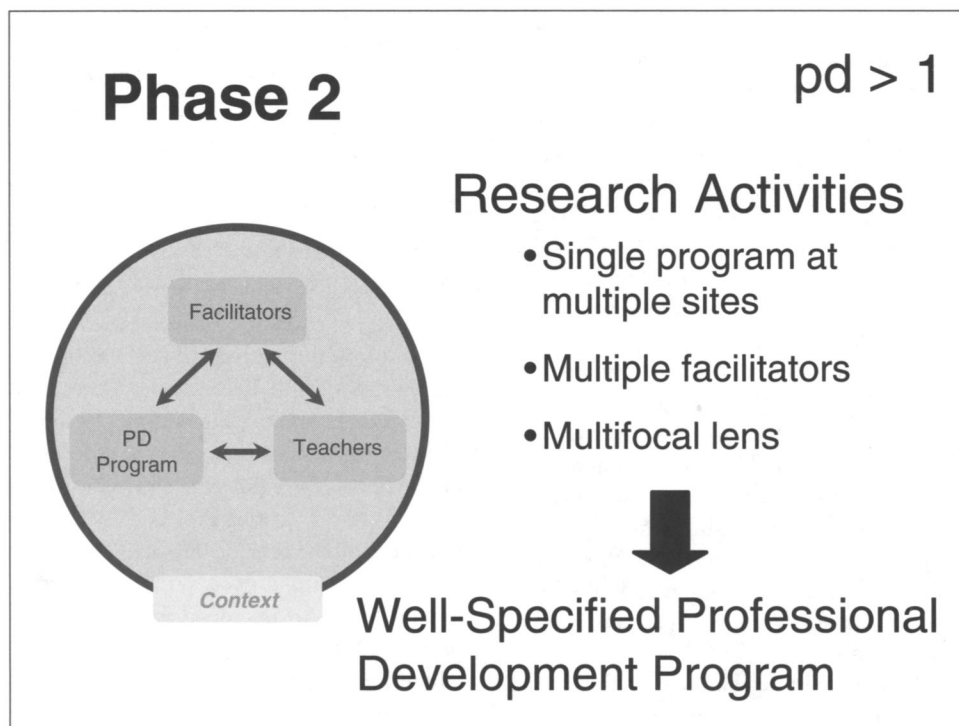 Phase 2
pd > 1
Research Activities
•Single program at
multiple sites
•Multiple facilitators
•Multifocal lens
Facilitators
PD
Program
Teachers
Context
Well-Specified Professional
Development Program